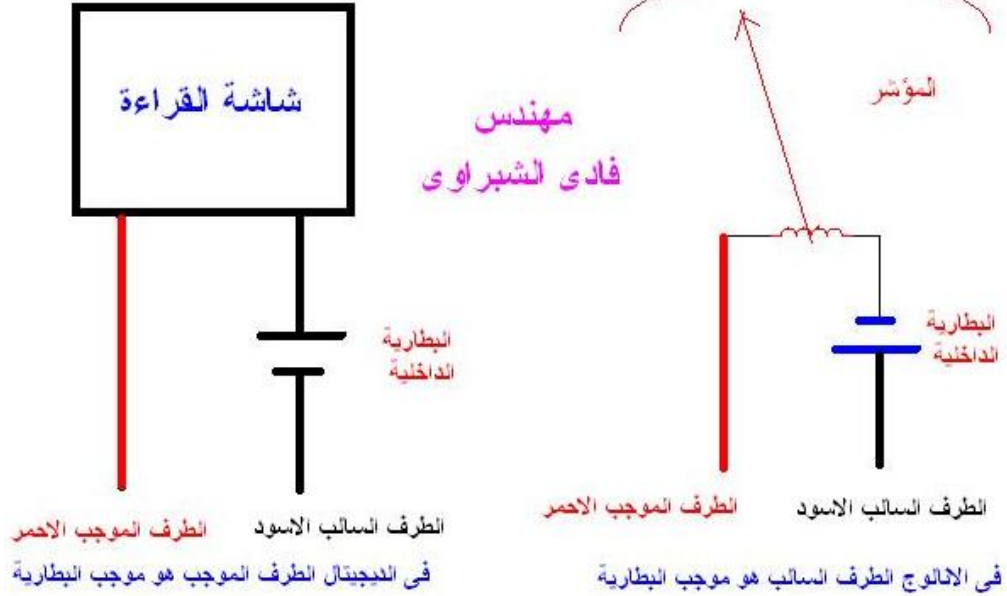 شاشة القراءة
مهندس
فادى الشبراوى
المؤشر
البطارية
الداخلية
البطارية
الداخلية
الطرف الموجب الاحمر
الطرف السالب الاسود
الطرف الموجب الاحمر
الطرف السالب الاسود
فى الديجيتال الطرف الموجب هو موجب البطارية
فى الانالوج الطرف السالب هو موجب البطارية